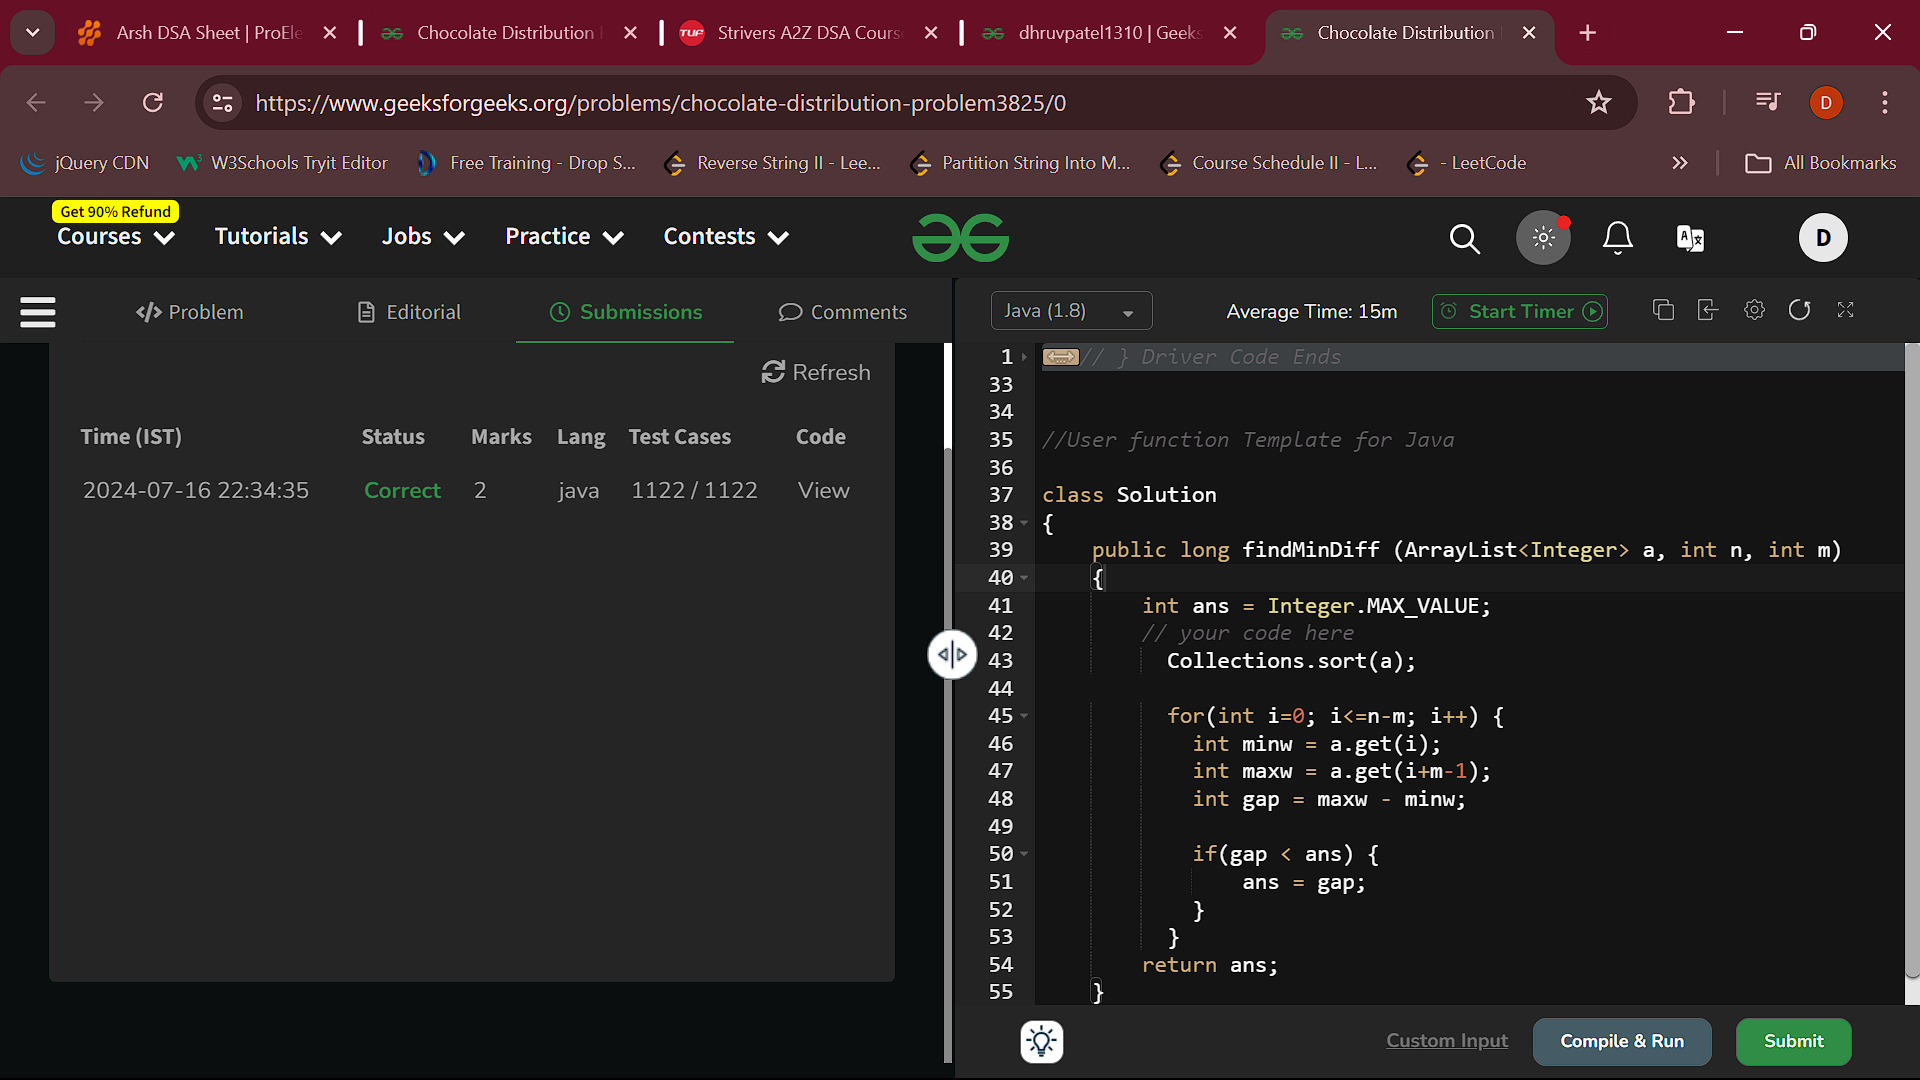 Arsh DSA Sheet | ProEle
Chocolate Distribution
Strivers A2Z DSA Course
dhruvpatel1310 | Geeks
Chocolate Distribution
https://www.geeksforgeeks.org/problems/chocolate-distribution-problem3825/0
D
jQuery CDN
W3Schools Tryit Editor
Free Training - Drop S...
Reverse String II - Lee...
Partition String Into M...
Course Schedule II - L...
- LeetCode
All Bookmarks
Get 90% Refund
Courses
Tutorials
Jobs
Practice
Contests
D
</> Problem
Editorial
Submissions
Comments
Java (1.8)
Average Time: 15m
Start Timer
Refresh
Time (IST) Status Marks Lang Test Cases Code
2024-07-16 22:34:35 Correct 2 java 1122 / 1122 View
1 // } Driver Code Ends
33
34
35 //User function Template for Java
36
37 class Solution
38 {
39 public long findMinDiff (ArrayList<Integer> a, int n, int m)
40 {
41 int ans = Integer.MAX_VALUE;
42 // your code here
43 Collections.sort(a);
44
45 for(int i=0; i<=n-m; i++) {
46 int minw = a.get(i);
47 int maxw = a.get(i+m-1);
48 int gap = maxw - minw;
49
50 if(gap < ans) {
51 ans = gap;
52 }
53 }
54 return ans;
55 }
Custom Input
Compile & Run
Submit